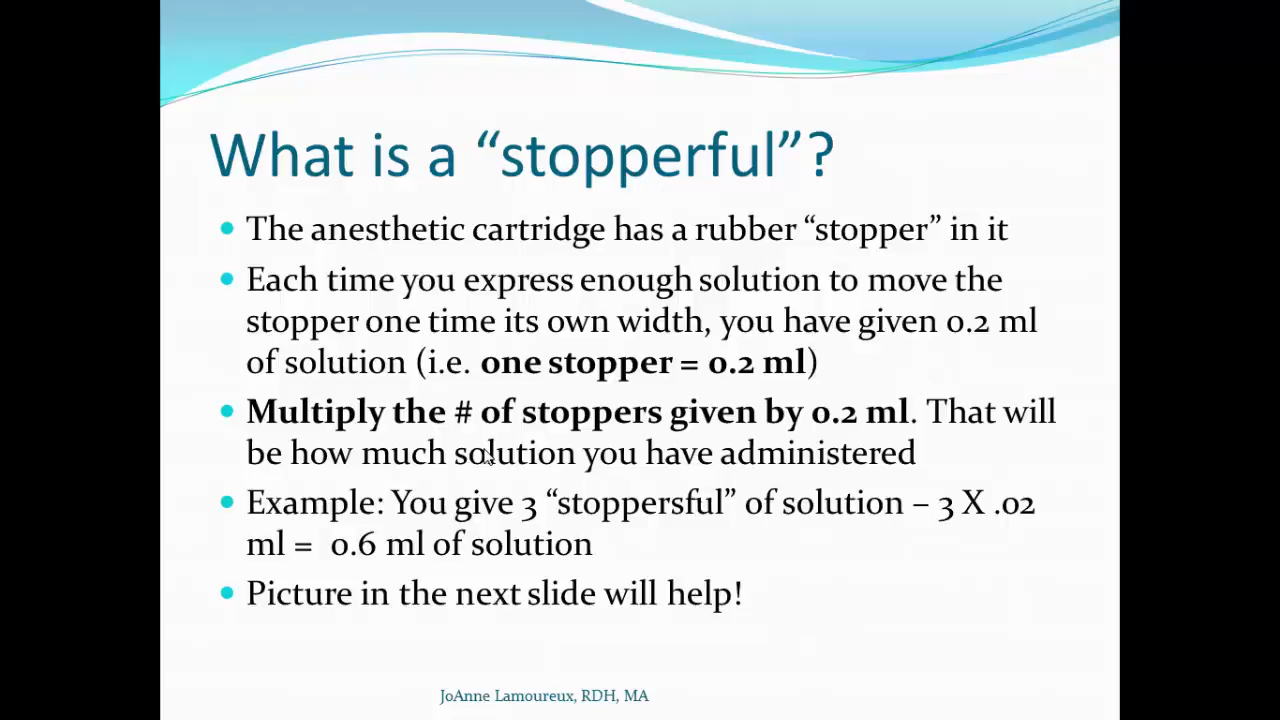 What is a “stopperful”?
The anesthetic cartridge has a rubber “stopper” in it
Each time you express enough solution to move the
stopper one time its own width, you have given 0.2 ml
of solution (i.e. one stopper = 0.2 ml)
Multiply the # of stoppers given by 0.2 ml. That will
be how much solution you have administered
Example: You give 3 “stoppersful” of solution – 3 X .02
ml = 0.6 ml of solution
Picture in the next slide will help!
JoAnne Lamoureux, RDH, MA